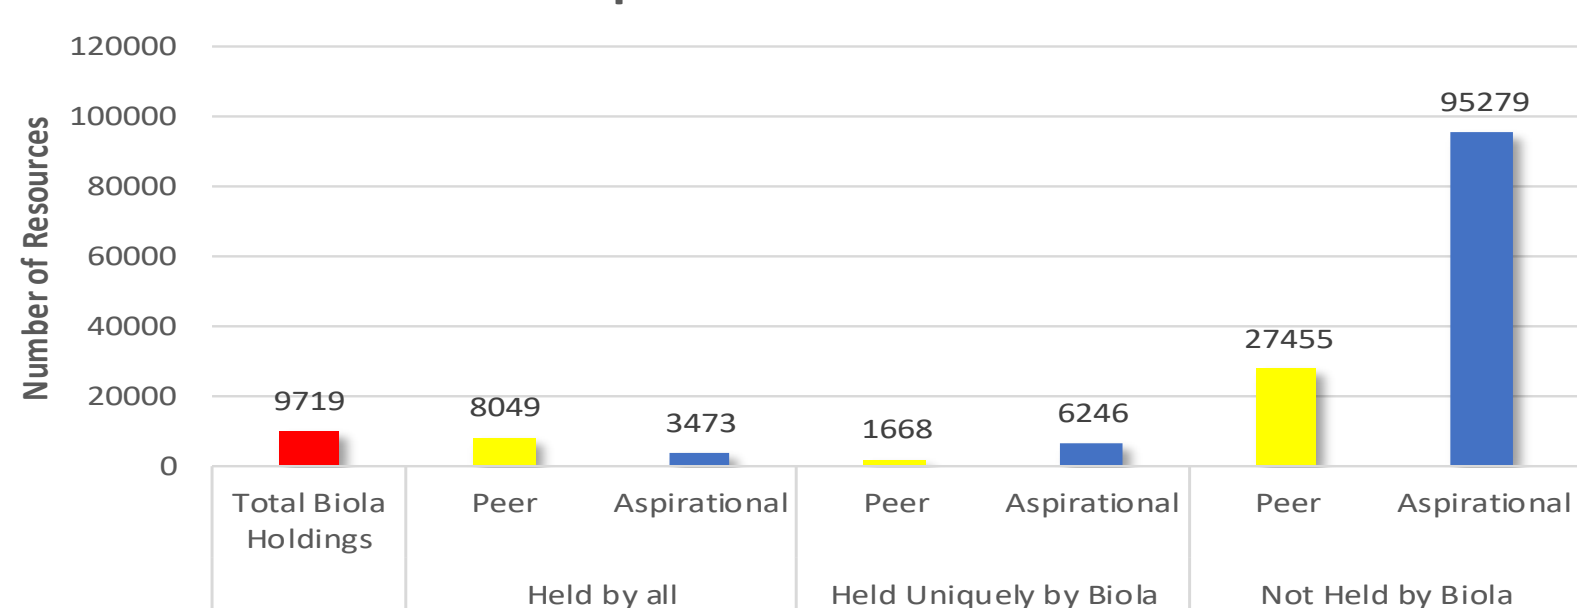 120000
100000
80000
60000
40000
20000
0
Number of Resources
9719
8049
3473
1668
6246
27455
95279
Total Biola
Holdings
Peer
Aspirational
Peer
Aspirational
Peer
Aspirational
Held by all
Held Uniquely by Biola
Not Held by Biola